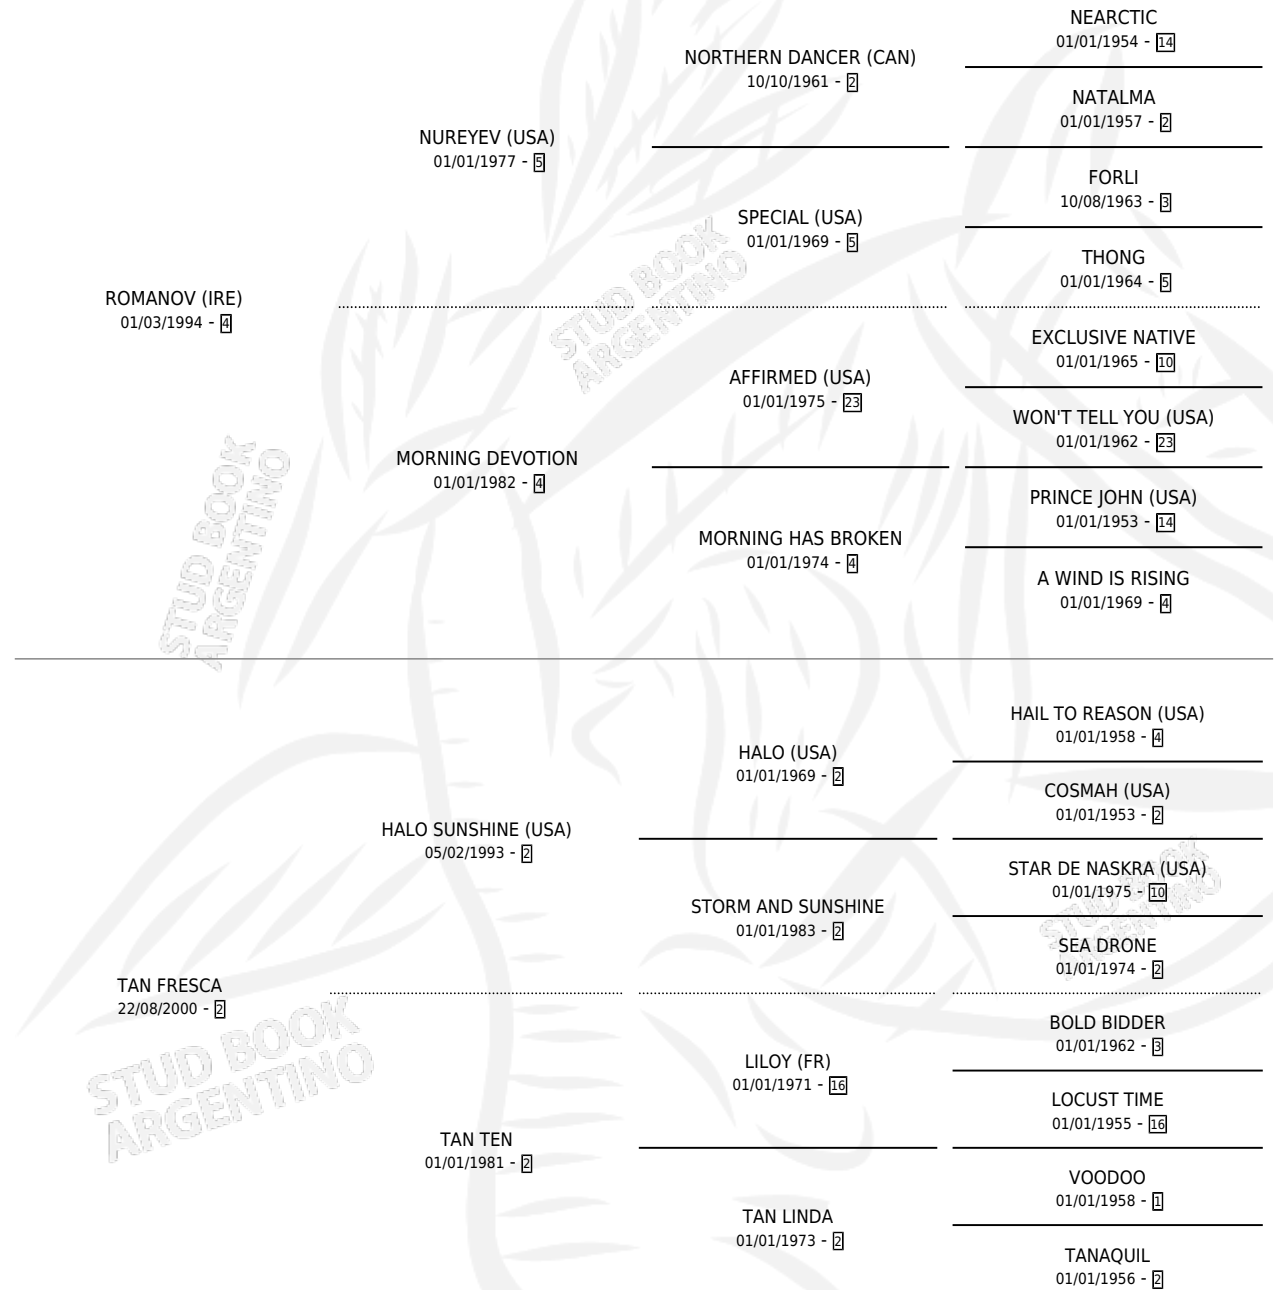 NEARCTIC
01/01/1954 - 14
NORTHERN DANCER (CAN)
10/10/1961 - 2
NATALMA
01/01/1957 - 2
NUREYEV (USA)
01/01/1977 - 5
FORLI
10/08/1963 - 3
SPECIAL (USA)
01/01/1969 - 5
THONG
01/01/1964 - 5
ROMANOV (IRE)
01/03/1994 - 4
EXCLUSIVE NATIVE
01/01/1965 - 10
AFFIRMED (USA)
01/01/1975 - 23
WON'T TELL YOU (USA)
01/01/1962 - 23
MORNING DEVOTION
01/01/1982 - 4
PRINCE JOHN (USA)
01/01/1953 - 14
MORNING HAS BROKEN
01/01/1974 - 4
A WIND IS RISING
01/01/1969 - 4
HAIL TO REASON (USA)
01/01/1958 - 4
HALO (USA)
01/01/1969 - 2
COSMAH (USA)
01/01/1953 - 2
HALO SUNSHINE (USA)
05/02/1993 - 2
STAR DE NASKRA (USA)
01/01/1975 - 10
STORM AND SUNSHINE
01/01/1983 - 2
SEA DRONE
01/01/1974 - 2
TAN FRESCA
22/08/2000 - 2
BOLD BIDDER
01/01/1962 - 3
LILOY (FR)
01/01/1971 - 16
LOCUST TIME
01/01/1955 - 16
TAN TEN
01/01/1981 - 2
VOODOO
01/01/1958 - 1
TAN LINDA
01/01/1973 - 2
TANAQUIL
01/01/1956 - 2
STUD BOOK
ARGENTINO
STUD BOOK
ARGENTINO
STUD BOOK
ARGENTINO
STUD BOOK
ARGENTINO